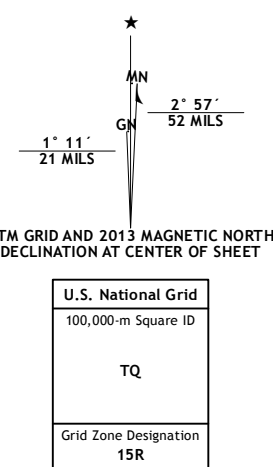 ★
MN
GN
2° 57´
52 MILS
1° 11´
21 MILS
TM GRID AND 2013 MAGNETIC NORTH
DECLINATION AT CENTER OF SHEET
U.S. National Grid
100,000-m Square ID
TQ
Grid Zone Designation
15R